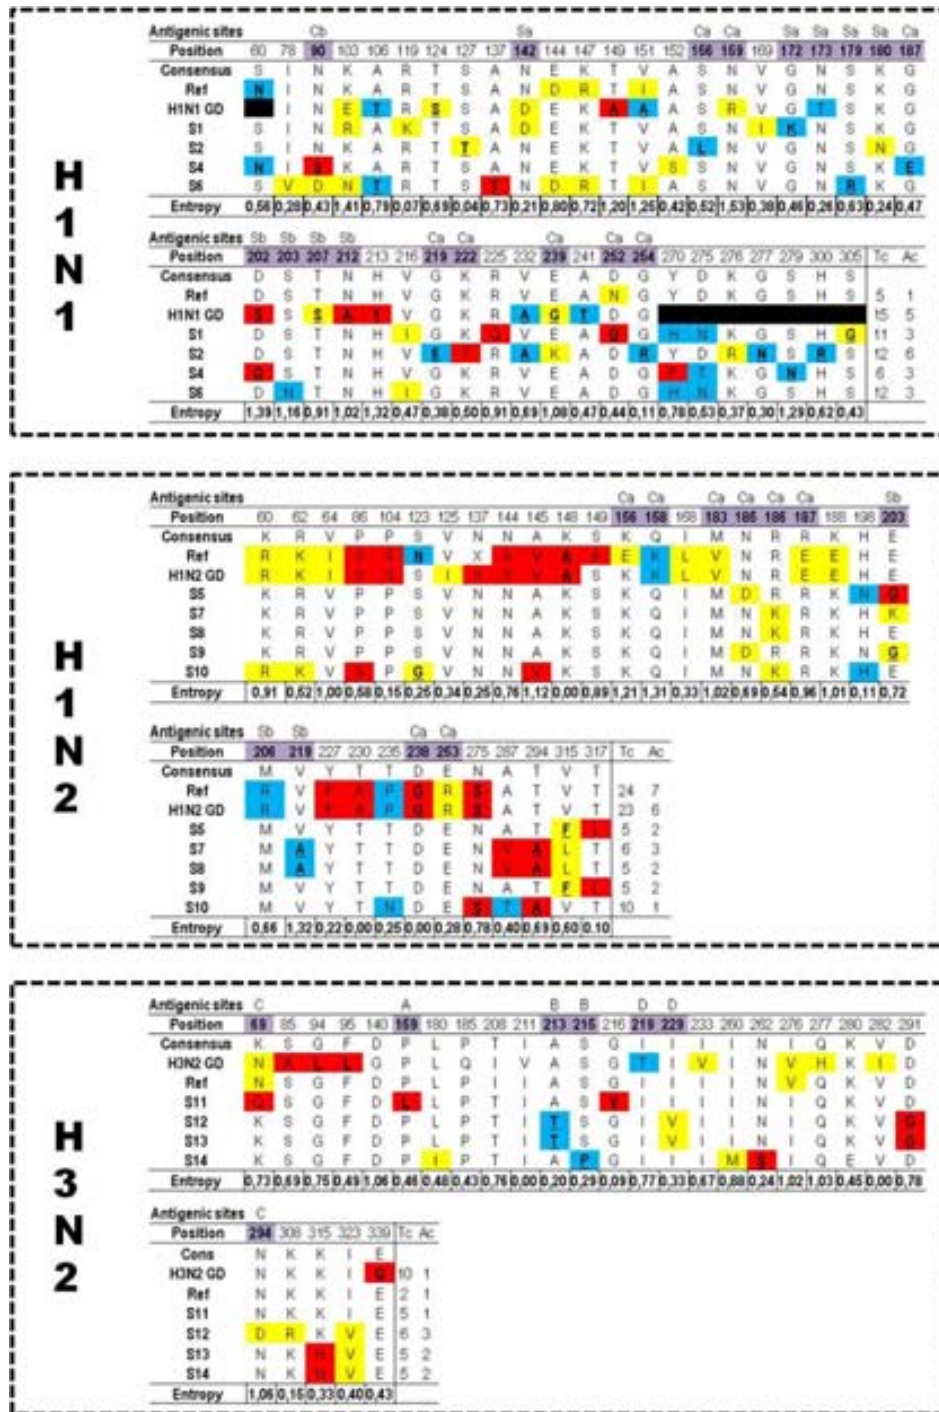 H1N1
Antigenic sites Cb Sa Ca Ca Sa Sa Sa Sa Ca
Position 60 78 90 103 106 119 124 127 137 142 144 147 149 151 152 156 159 169 172 173 179 180 187
Consensus S I N K A R T S A N E K T V A S N V G N S K G
Ref N I N K A R T S A N D R T I A S N V G N S K G
H1N1 GD I N E T R S S A D E K A A A S R V G T S K G
S1 S I N R A K T S A D E K T V A S N I K N S K G
S2 S I N K A R T T A N E K T V A L N V G N S N G
S4 N I S K A R T S A N E K T V S S N V G N S K E
S6 S V D N T R T S T N D R T I A S N V G N R K G
Entropy 0,56 0,28 0,43 1,41 0,79 0,07 0,69 0,04 0,73 0,21 0,80 0,72 1,20 1,25 0,42 0,52 1,53 0,38 0,46 0,26 0,63 0,24 0,47
Antigenic sites Sb Sb Sb Sb Ca Ca Ca Ca Ca
Position 202 203 207 212 213 216 219 222 225 232 239 241 252 254 270 275 276 277 279 300 305 Tc Ac
Consensus D S T N H V G K R V E A D G Y D K G S H S
Ref D S T N H V G K R V E A N G Y D K G S H S 5 1
H1N1 GD S S A V G K R A G T D G 15 5
S1 D S T N H I G K V E A G G H N K G S H G 11 3
S2 D S T N H V E R A K A D R Y D R N S R S 12 6
S4 S T N H V G K R V E A D G T K G N H S 6 3
S6 D N T N H I G K R V E A D G H N K G S H S 12 3
Entropy 1,39 1,16 0,91 1,02 1,32 0,47 0,38 0,50 0,91 0,69 1,08 0,47 0,44 0,11 0,78 0,53 0,37 0,30 1,29 0,62 0,43
H1N2
Antigenic sites Ca Ca Ca Ca Ca Ca Sb
Position 60 62 64 86 104 123 125 137 144 145 148 149 156 158 168 183 185 186 187 188 198 203
Consensus K R V P P S V N N A K S K Q I M N R R K H E
Ref R K I N V X V A E K L V N R E E H E
H1N2 GD R K I S I A S K K L V N R E E H E
S5 K R V P P S V N N A K S K Q I M D R R K N G
S7 K R V P P S V N N A K S K Q I M N K R K H K
S8 K R V P P S V N N A K S K Q I M N K R K H E
S9 K R V P P S V N N A K S K Q I M D R R K N G
S10 R K V P G V N N V K S K Q I M N K R K H E
Entropy 0,91 0,52 1,00 0,58 0,15 0,25 0,34 0,25 0,76 1,12 0,00 0,89 1,21 1,31 0,33 1,02 0,69 0,54 0,96 1,01 0,11 0,72
Antigenic sites Sb Sb Ca Ca
Position 206 219 227 230 235 238 253 275 287 294 315 317 Tc Ac
Consensus M V Y T T D E N A T V T
Ref R V A P G R S A T V T 24 7
H1N2 GD R V A P G R S A T V T 23 6
S5 M V Y T T D E N A T F L 5 2
S7 M A Y T T D E N V A L T 6 3
S8 M A Y T T D E N V A L T 5 2
S9 M V Y T T D E N A T F L 5 2
S10 M V Y T N D E S T A V T 10 1
Entropy 0,66 1,32 0,22 0,00 0,25 0,00 0,28 0,78 0,40 0,69 0,60 0.10
H3N2
Antigenic sites C A B B D D
Position 69 85 94 95 140 159 180 185 208 211 213 215 216 219 229 233 260 262 276 277 280 282 291
Consensus K S G F D P L P T I A S G I I I I N I Q K V D
H3N2 GD N A L L G P L Q I V A S G T I V I N V H K I D
Ref N S G F D P L P I I A S G I I I I N V Q K V D
S11 S G F D L L P T I A S I I I I N I Q K V D
S12 K S G F D P L P T I T S G I V I I N I Q K V G
S13 K S G F D P L P T I T S G I V I I N I Q K V G
S14 K S G F D P I P T I A P G I I I M S I Q E V D
Entropy 0,73 0,69 0,75 0,49 1,06 0,46 0,48 0,43 0,76 0,00 0,20 0,29 0,09 0,77 0,33 0,67 0,88 0,24 1,02 1,03 0,45 0,00 0,78
Antigenic sites C
Position 294 308 315 323 339 Tc Ac
Cons N K K I E
H3N2 GD N K K I G 10 1
Ref N K K I E 2 1
S11 N K K I E 5 1
S12 D R K V E 6 3
S13 N K N V E 5 2
S14 N K N V E 5 2
Entropy 1,06 0,15 0,33 0,40 0,43